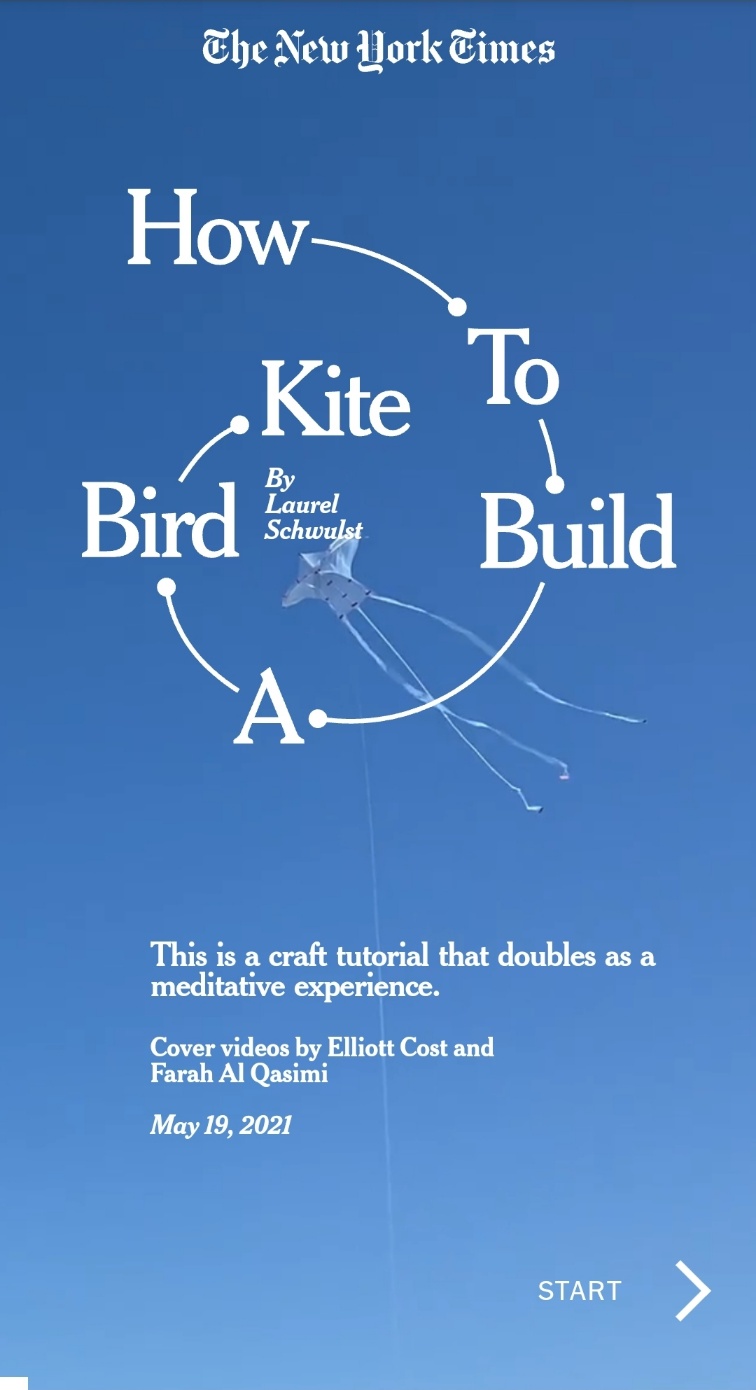 The New York Times
How
To
Build
A
Bird
Kite
By
Laurel
Schwulst
This is a craft tutorial that doubles as a
meditative experience.
Cover videos by Elliott Cost and
Farah Al Qasimi
May 19, 2021
START